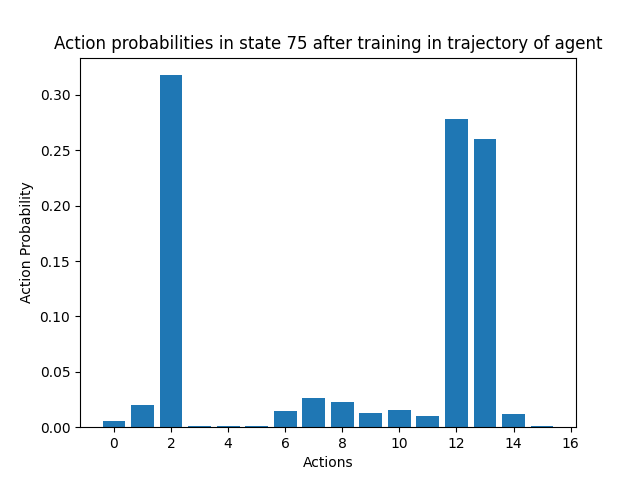 Action probabilities in state 75 after training in trajectory of agent
0.30
0.25
0.20
0.15
0.10
0.05
0.00
Action Probability
0 2 4 6 8 10 12 14 16
Actions